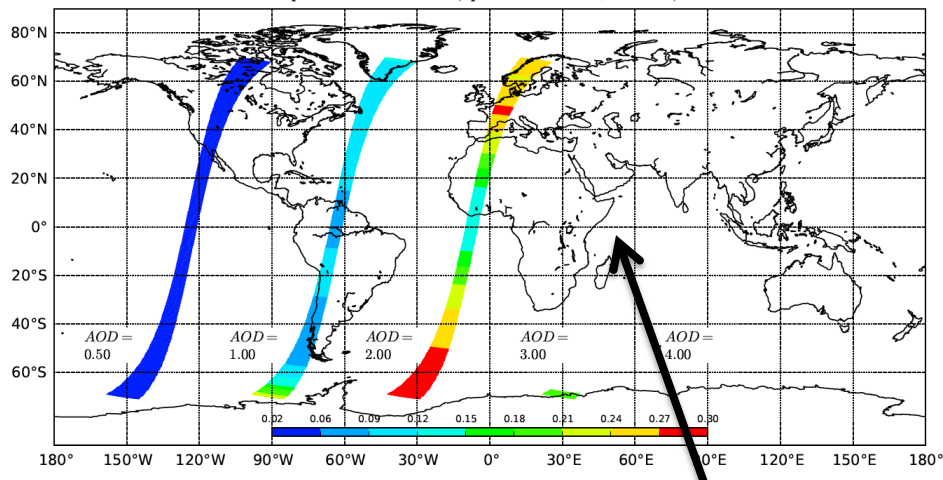 80°N
60°N
40°N
20°N
0°
20°S
40°S
60°S
AOD = AOD = AOD = AOD = AOD =
0.50 1.00 2.00 3.00 4.00
0.02 0.06 0.09 0.12 0.15 0.18 0.21 0.24 0.27 0.30
180° 150°W 120°W 90°W 60°W 30°W 0° 30°E 60°E 0°E 120°E 150°E 180°